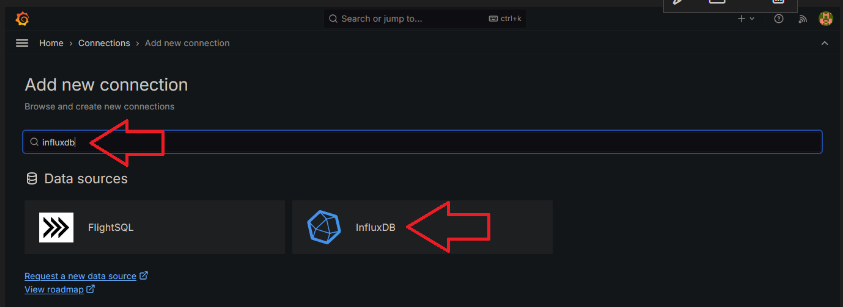 Search or jump to... ctrl+k
Home › Connections › Add new connection
Add new connection
Browse and create new connections
influxdb
Data sources
FlightSQL
InfluxDB
Request a new data source
View roadmap